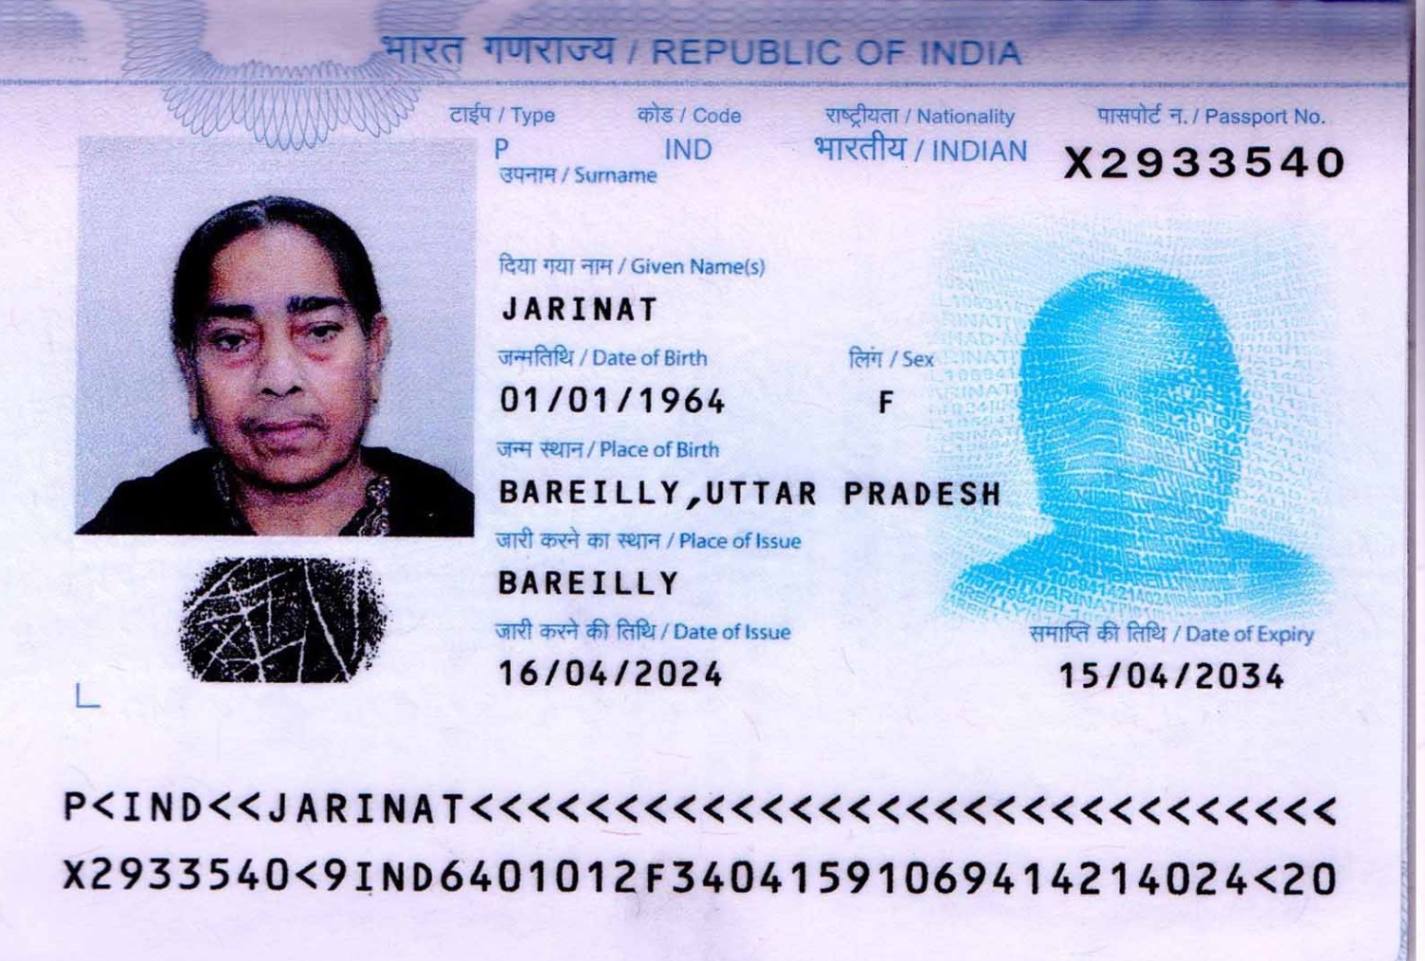 भारत गणराज्य / REPUBLIC OF INDIA
टाईप / Type कोड / Code राष्ट्रीयता / Nationality पासपोर्ट न. / Passport No.
P IND भारतीय / INDIAN X2933540
उपनाम / Surname
दिया गया नाम / Given Name(s)
JARINAT
जन्मतिथि / Date of Birth लिंग / Sex
01/01/1964 F
जन्म स्थान / Place of Birth
BAREILLY,UTTAR PRADESH
जारी करने का स्थान / Place of Issue
BAREILLY
जारी करने की तिथि / Date of Issue समाप्ति की तिथि / Date of Expiry
16/04/2024 15/04/2034
P<IND<<JARINAT<<<<<<<<<<<<<<<<<<<<<<<<<<<<<<
X2933540<9IND6401012F34041591069414214024<20